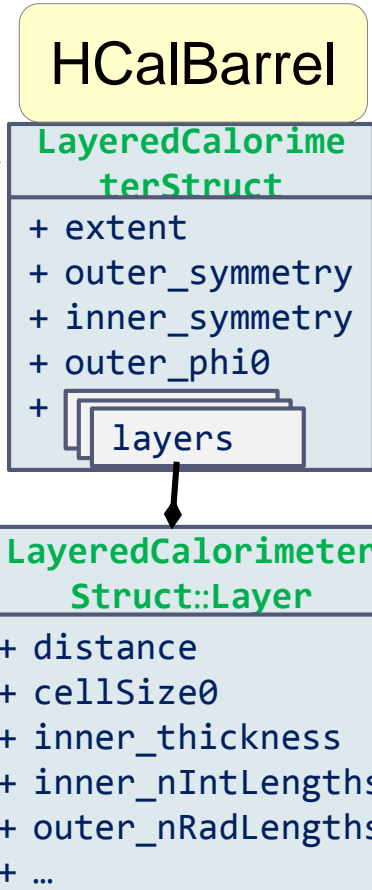 HCalBarrel
LayeredCalorime
terStruct
+ extent
+ outer_symmetry
+ inner_symmetry
+ outer_phi0
+ layers
LayeredCalorimeter
Struct::Layer
+ distance
+ cellSize0
+ inner_thickness
+ inner_nIntLengths
+ outer_nRadLengths
+ …